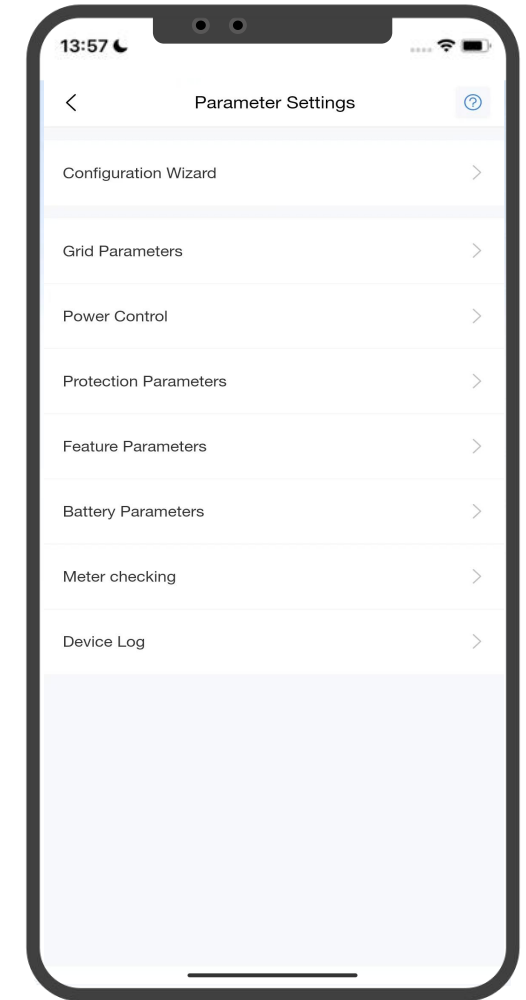 13:57
Parameter Settings
Configuration Wizard
Grid Parameters
Power Control
Protection Parameters
Feature Parameters
Battery Parameters
Meter checking
Device Log